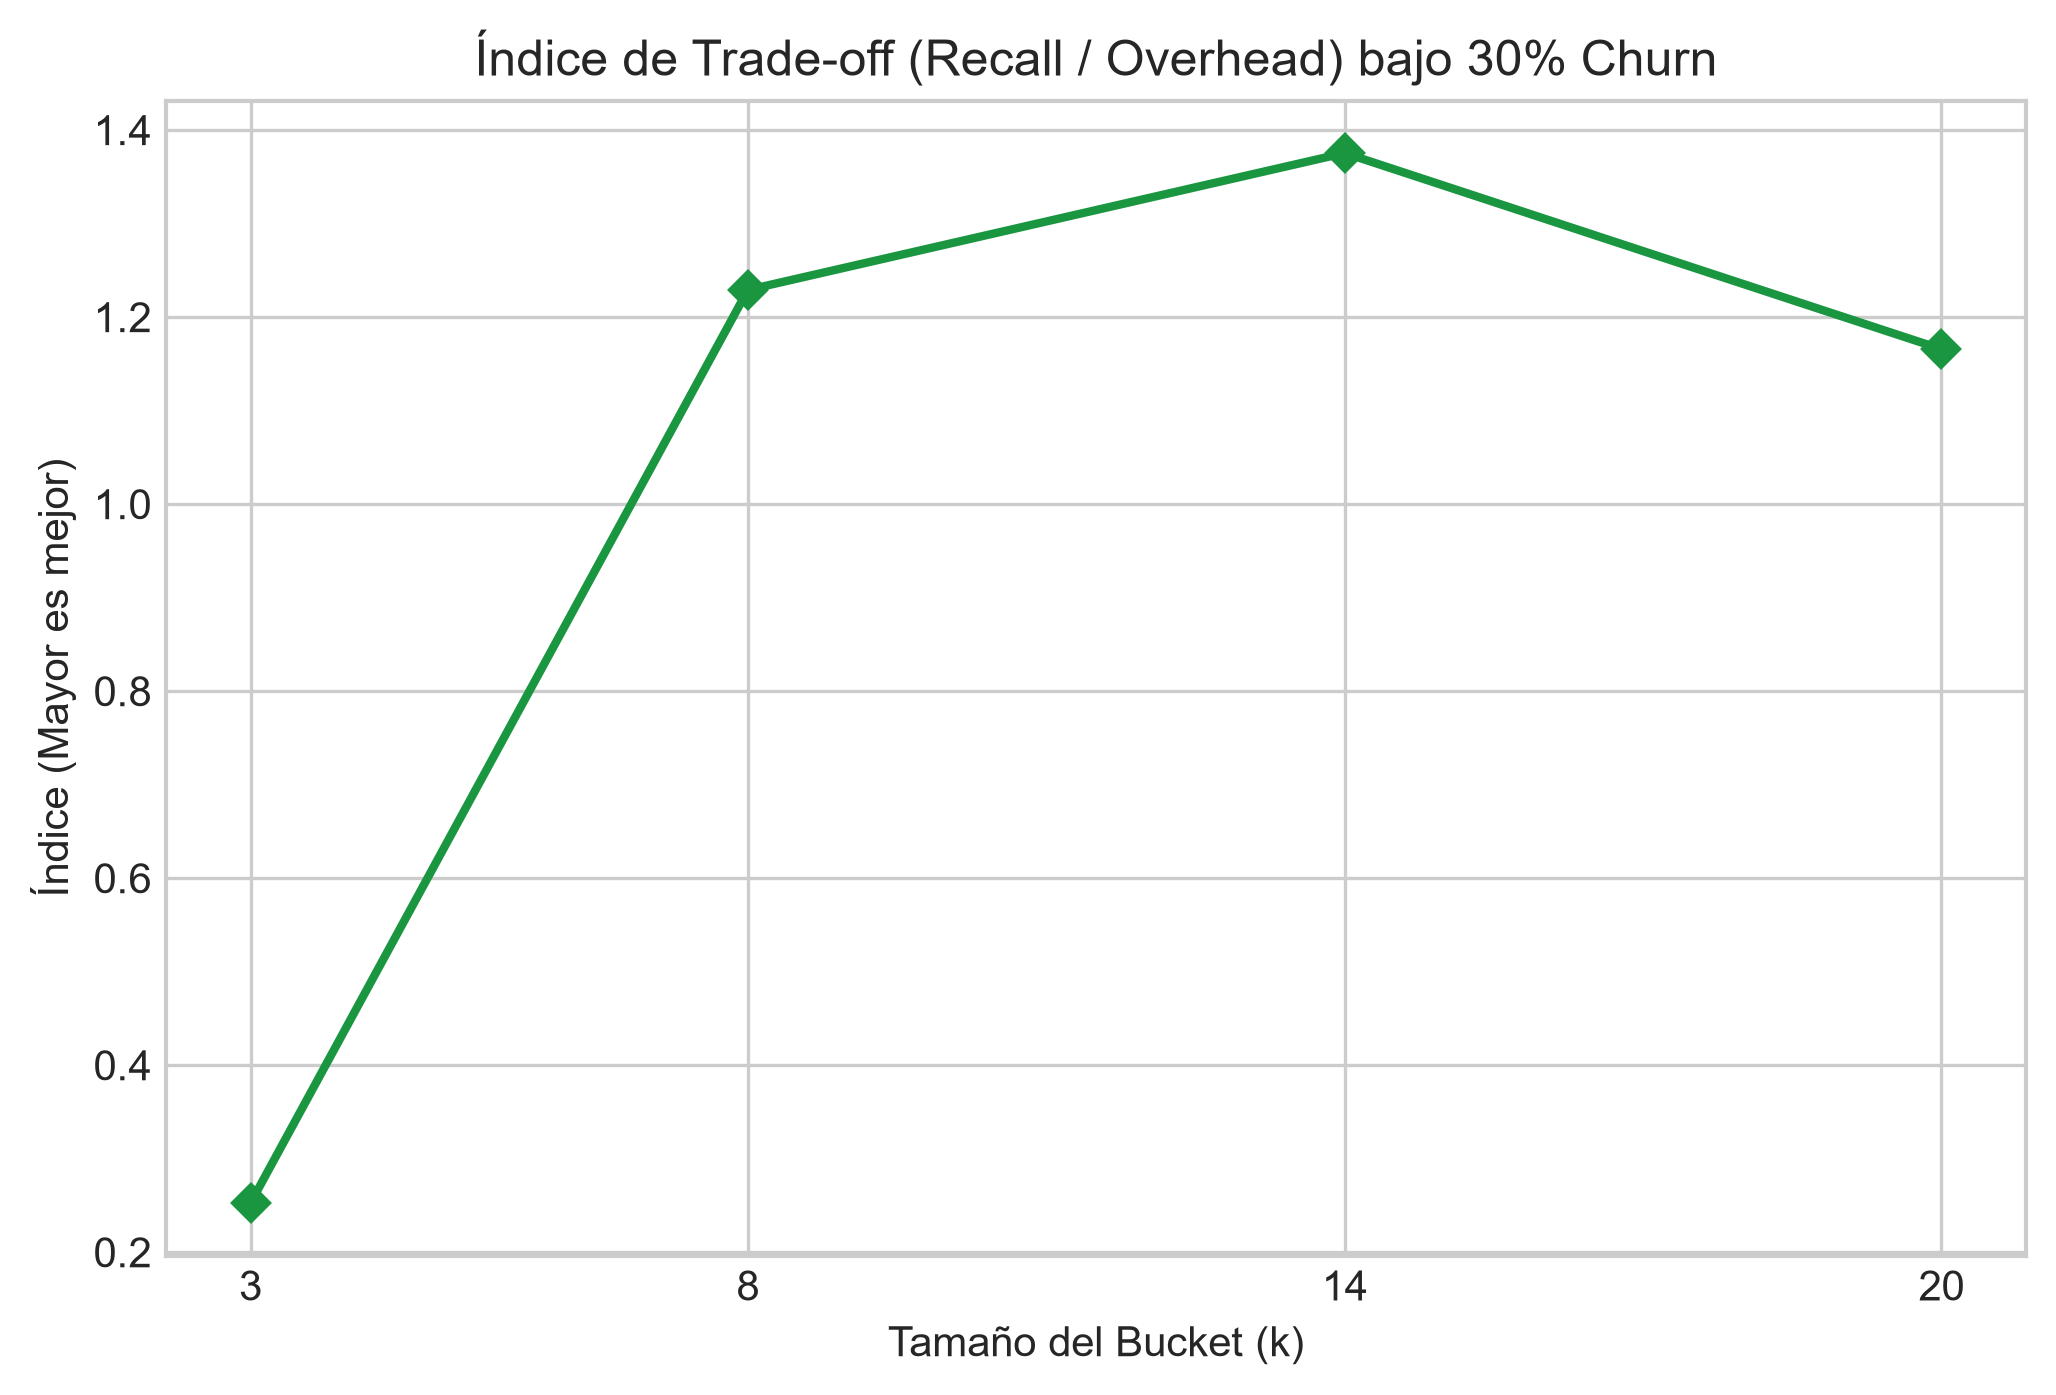 Índice de Trade-off (Recall / Overhead) bajo 30% Churn
Índice (Mayor es mejor)
1.4
1.2
1.0
0.8
0.6
0.4
0.2
3 8 14 20
Tamaño del Bucket (k)